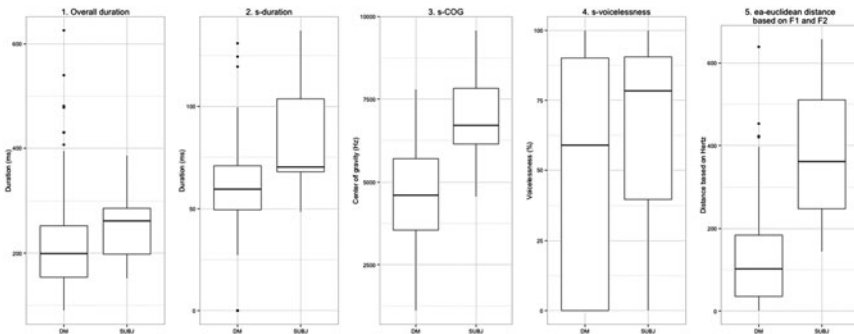 1. Overall duration
Duration (ms)
600
400
200
DM
SUBJ
2. s-duration
Duration (ms)
100
50
0
DM
SUBJ
3. s-COG
Center of gravity (Hz)
10000
7500
5000
2500
DM
SUBJ
4. s-voicelessness
Voicelessness (%)
100
75
50
25
0
DM
SUBJ
5. ea-euclidean distance
based on F1 and F2
Distance based on Hertz
600
400
200
0
DM
SUBJ